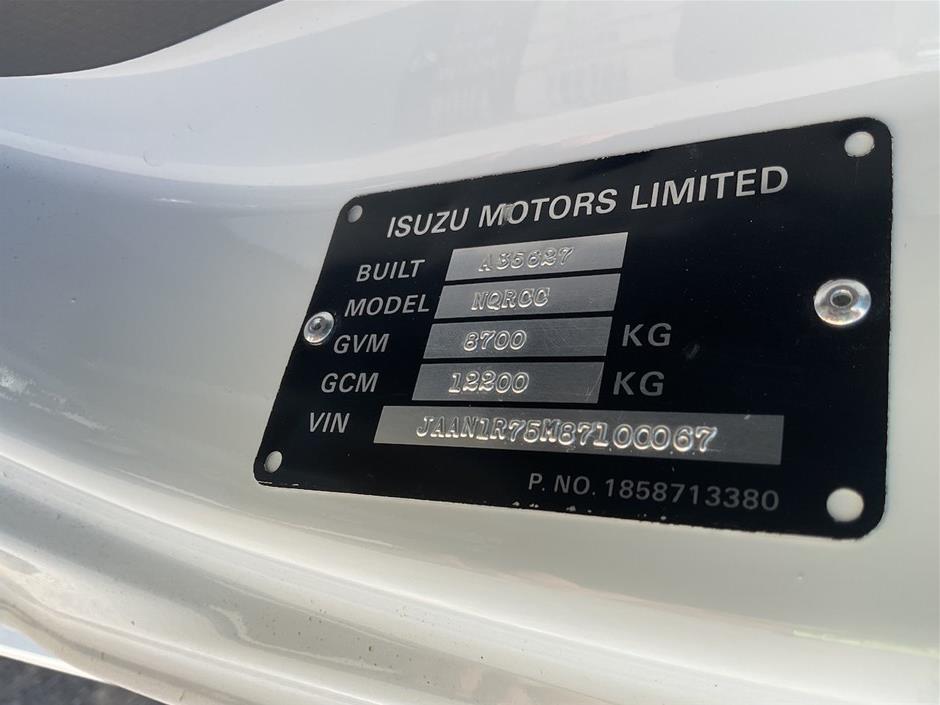 ISUZU MOTORS LIMITED
BUILT A35627
MODEL NQRCC
GVM 8700 KG
GCM 12200 KG
VIN JAAN1R75M87100067
P. NO. 1858713380